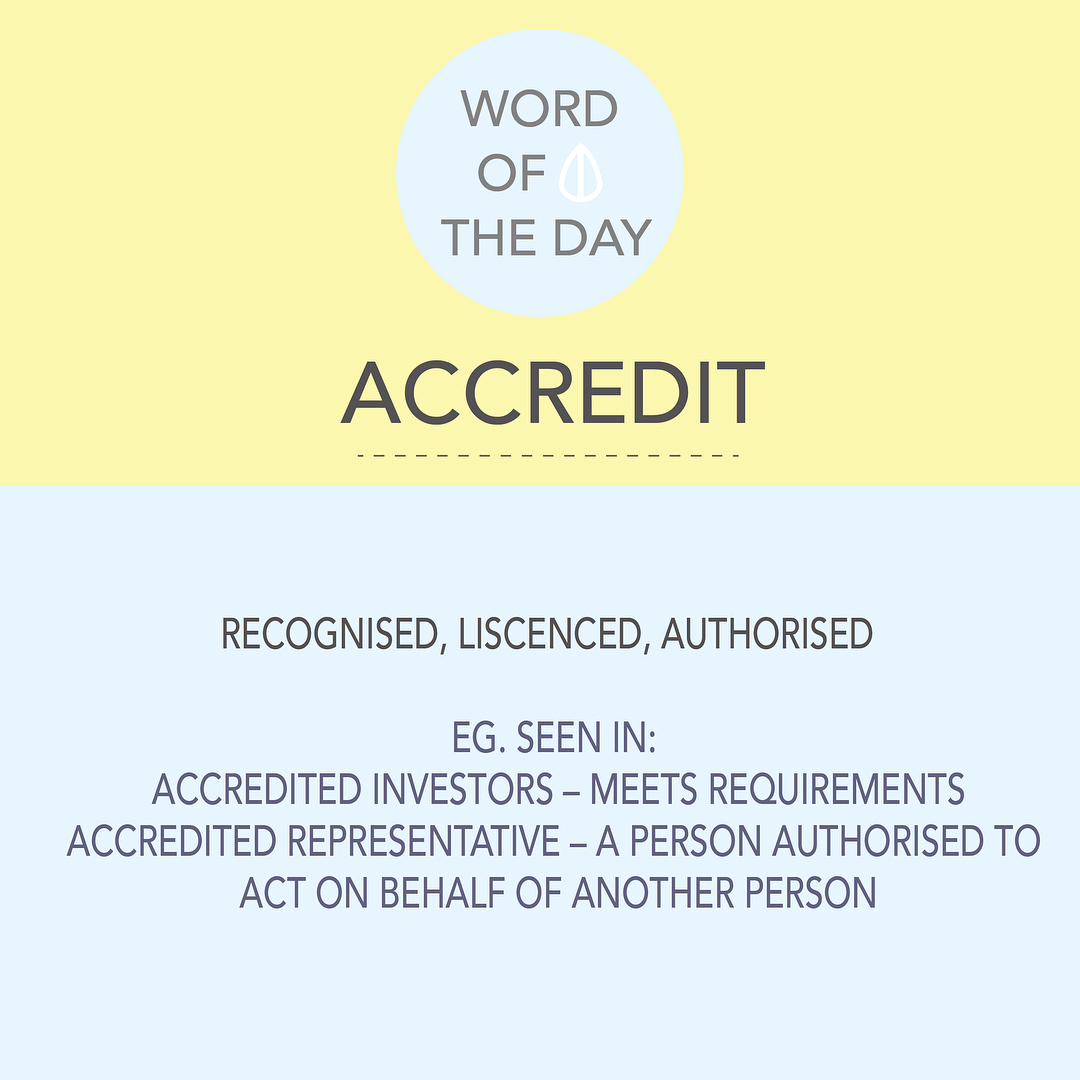 WORD
OF
THE DAY
ACCREDIT
RECOGNISED, LISCENCED, AUTHORISED
EG. SEEN IN:
ACCREDITED INVESTORS – MEETS REQUIREMENTS
ACCREDITED REPRESENTATIVE – A PERSON AUTHORISED TO
ACT ON BEHALF OF ANOTHER PERSON